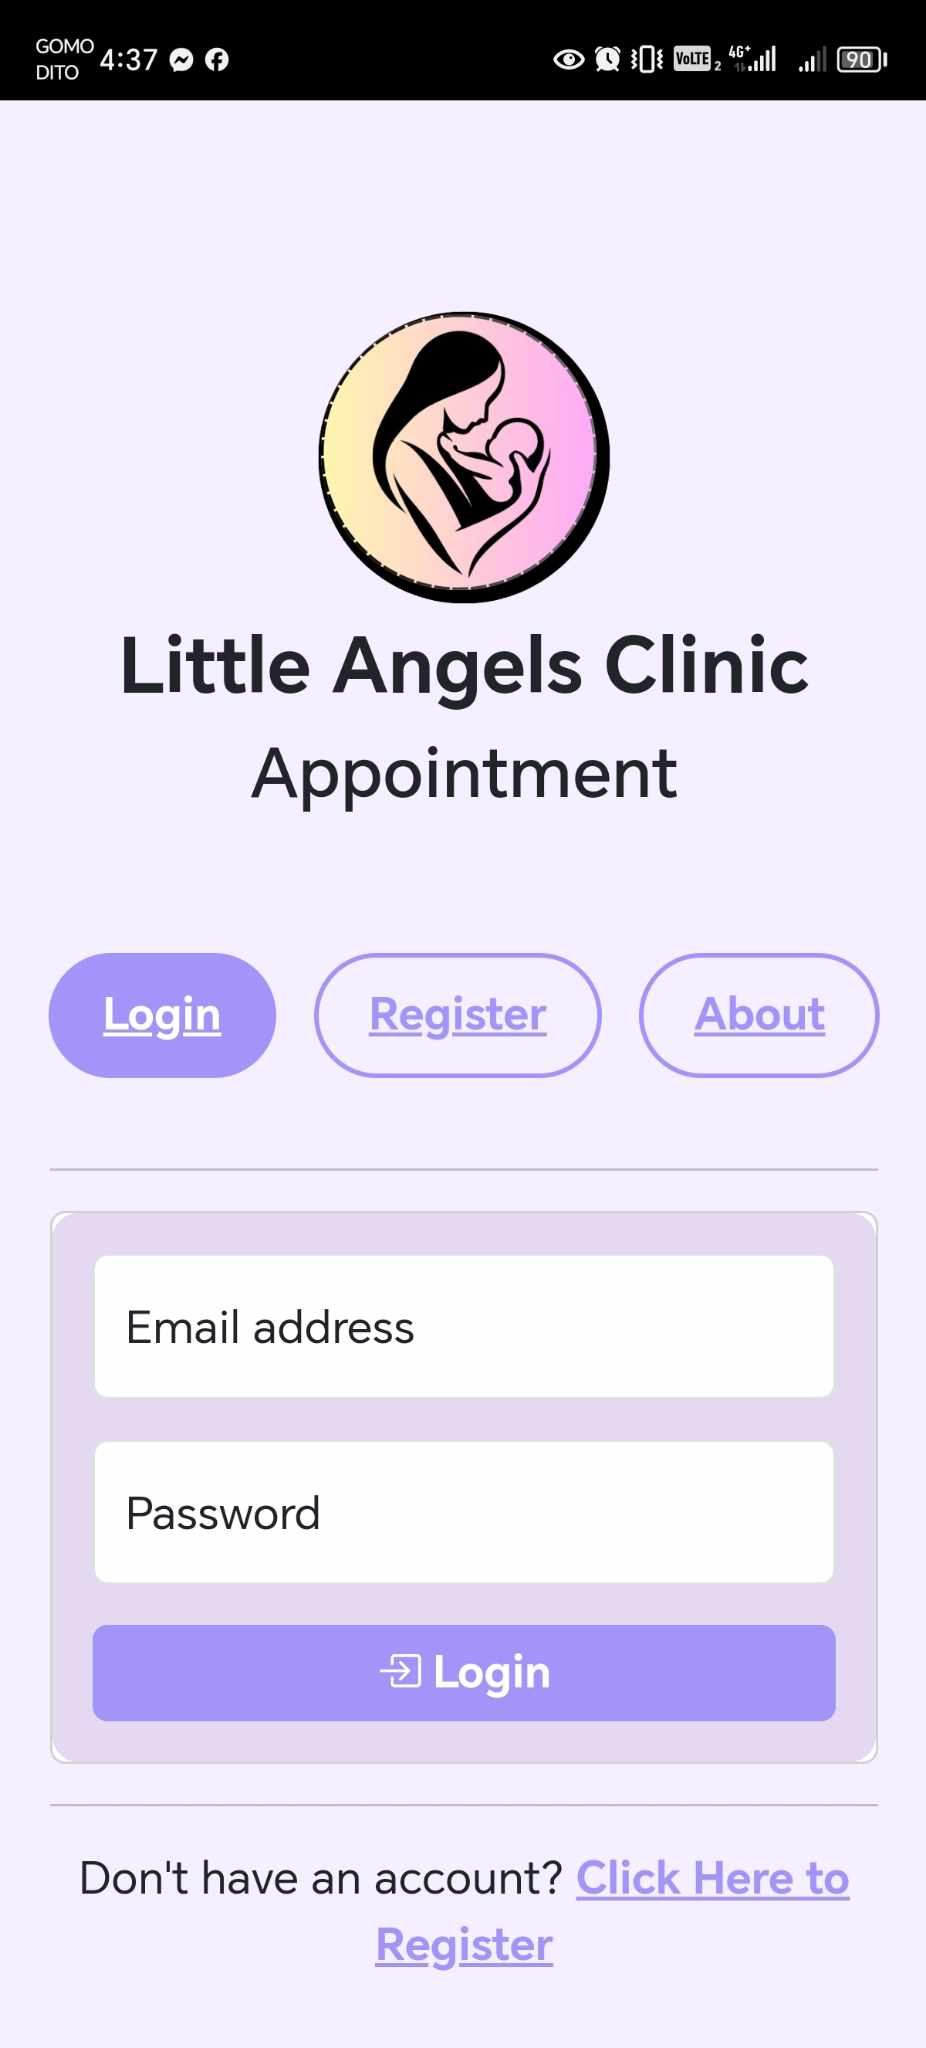 GOMO
DITO
4:37
VoLTE 2 4G+ 90
Little Angels Clinic
Appointment
Login Register About
Email address
Password
Login
Don't have an account? Click Here to
Register